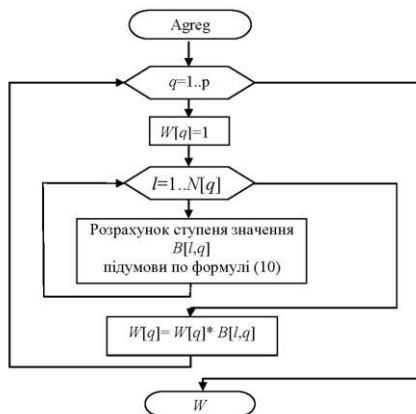 Agreg
q=1..p
W[q]=1
l=1..N[q]
Розрахунок ступеня значення
B[l,q]
підумови по формулі (10)
W[q]= W[q]* B[l,q]
W